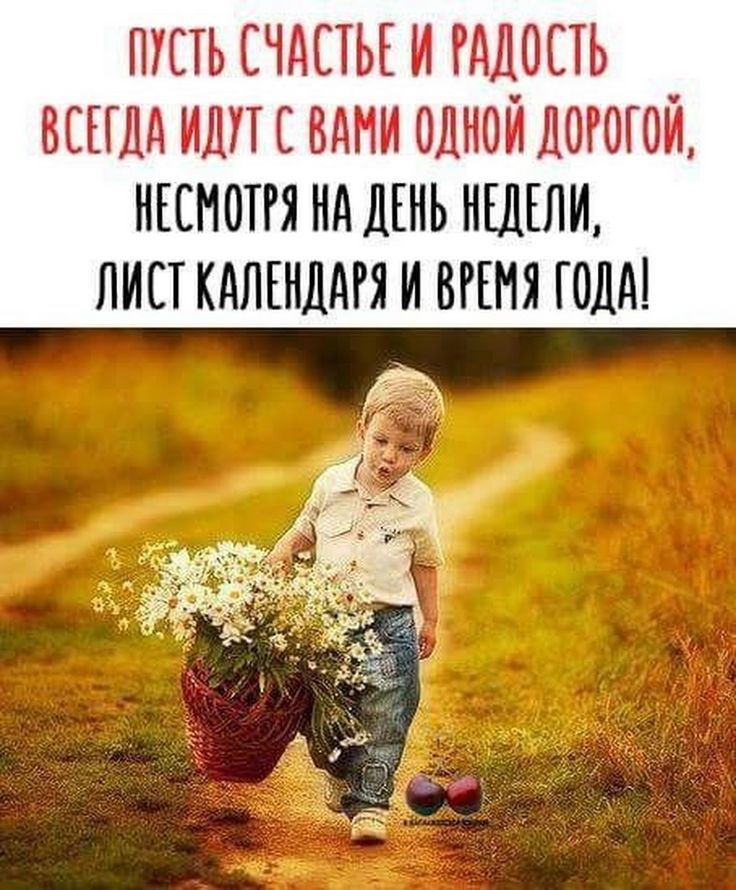 ПУСТЬ СЧАСТЬЕ И РАДОСТЬ
ВСЕГДА ИДУТ С ВАМИ ОДНОЙ ДОРОГОЙ,
НЕСМОТРЯ НА ДЕНЬ НЕДЕЛИ,
ЛИСТ КАЛЕНДАРЯ И ВРЕМЯ ГОДА!